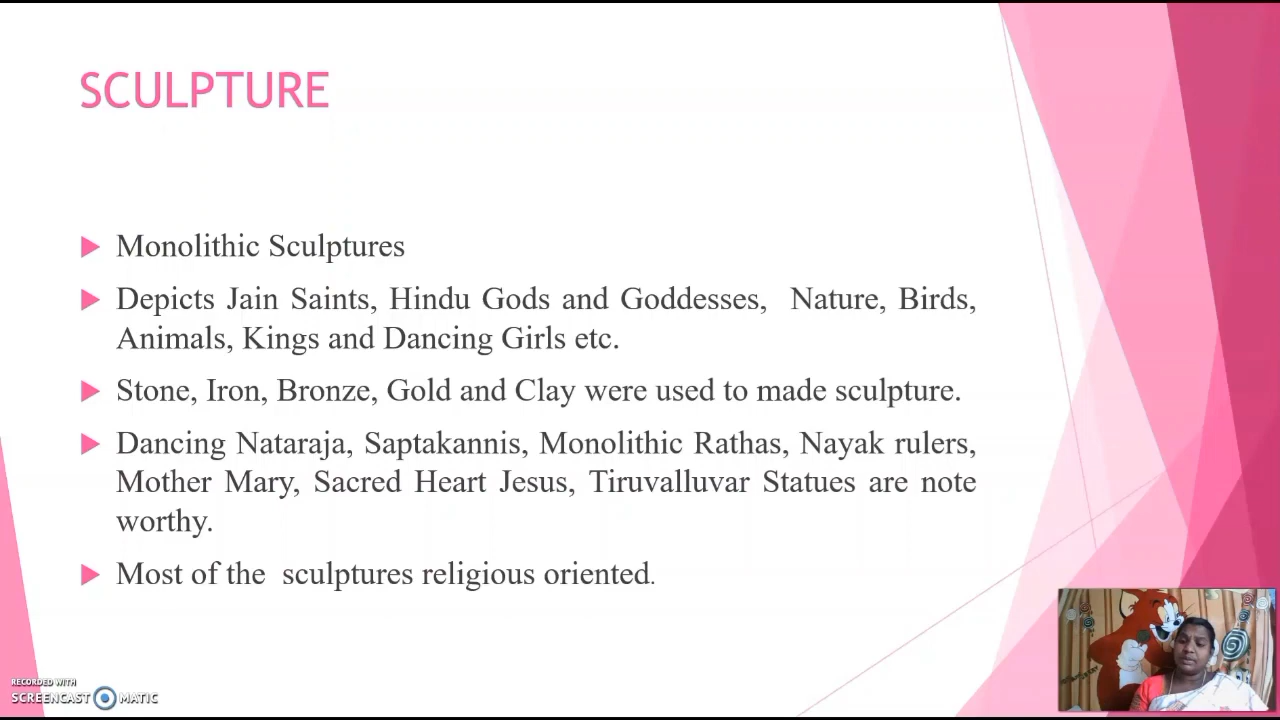 SCULPTURE
Monolithic Sculptures
Depicts Jain Saints, Hindu Gods and Goddesses, Nature, Birds,
Animals, Kings and Dancing Girls etc.
Stone, Iron, Bronze, Gold and Clay were used to made sculpture.
Dancing Nataraja, Saptakannis, Monolithic Rathas, Nayak rulers,
Mother Mary, Sacred Heart Jesus, Tiruvalluvar Statues are note
worthy.
Most of the sculptures religious oriented.
RECORDED WITH
SCREENCAST MATIC